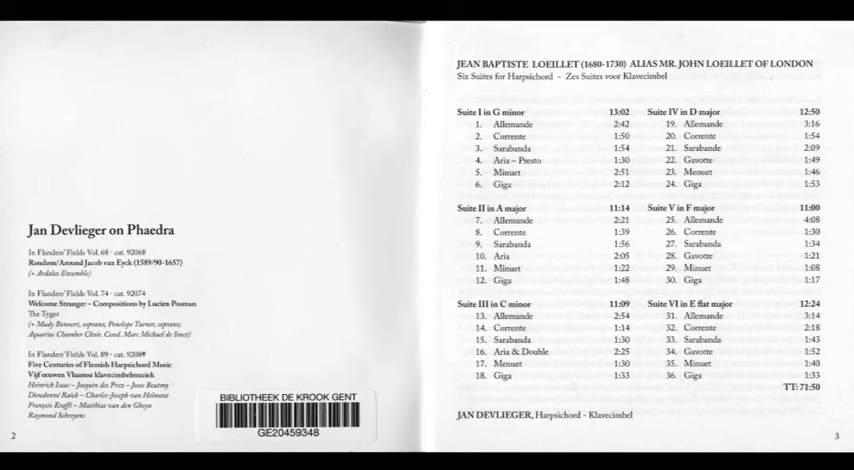 Jan Devlieger on Phaedra
In Flanders' Fields Vol. 68 - cat. 92068
Rondom/Around Jacob van Eyck (1589/90-1657)
(+ Ardalus Ensemble)
In Flanders' Fields Vol. 74 - cat. 92074
Welcome Stranger – Compositions by Lucien Posman
The Tyger
(+ Mady Bonnert, soprano; Penelope Turner, soprano;
Aquarius Chamber Choir. Cond. Marc Michael de Smet)
In Flanders' Fields Vol. 89 - cat. 92089
Five Centuries of Flemish Harpsichord Music
Vijf eeuwen Vlaamse klavecimbelmuziek
Heinrich Isaac – Josquin des Prez – Josse Boutmy
Dieudonné Raick – Charles-Joseph van Helmont
François Krafft – Matthias van den Gheyn
Raymond Schroyens
BIBLIOTHEEK DE KROOK GENT
GE20459348
2
JEAN BAPTISTE LOEILLET (1680-1730) ALIAS MR. JOHN LOEILLET OF LONDON
Six Suites for Harpsichord - Zes Suites voor Klavecimbel
Suite I in G minor 13:02
1. Allemande 2:42
2. Corrente 1:50
3. Sarabanda 1:54
4. Aria – Presto 1:30
5. Minuet 2:51
6. Giga 2:12
Suite II in A major 11:14
7. Allemande 2:21
8. Corrente 1:39
9. Sarabanda 1:56
10. Aria 2:05
11. Minuet 1:22
12. Giga 1:48
Suite III in C minor 11:09
13. Allemande 2:54
14. Corrente 1:14
15. Sarabanda 1:30
16. Aria & Double 2:25
17. Menuet 1:30
18. Giga 1:33
Suite IV in D major 12:50
19. Allemande 3:16
20. Corrente 1:54
21. Sarabande 2:09
22. Gavotte 1:49
23. Menuet 1:46
24. Giga 1:53
Suite V in F major 11:00
25. Allemande 4:08
26. Corrente 1:30
27. Sarabanda 1:34
28. Gavotte 1:21
29. Minuet 1:08
30. Giga 1:17
Suite VI in E flat major 12:24
31. Allemande 3:14
32. Corrente 2:18
33. Sarabanda 1:43
34. Gavotte 1:52
35. Minuet 1:40
36. Giga 1:33
TT: 71:50
JAN DEVLIEGER, Harpsichord - Klavecimbel
3